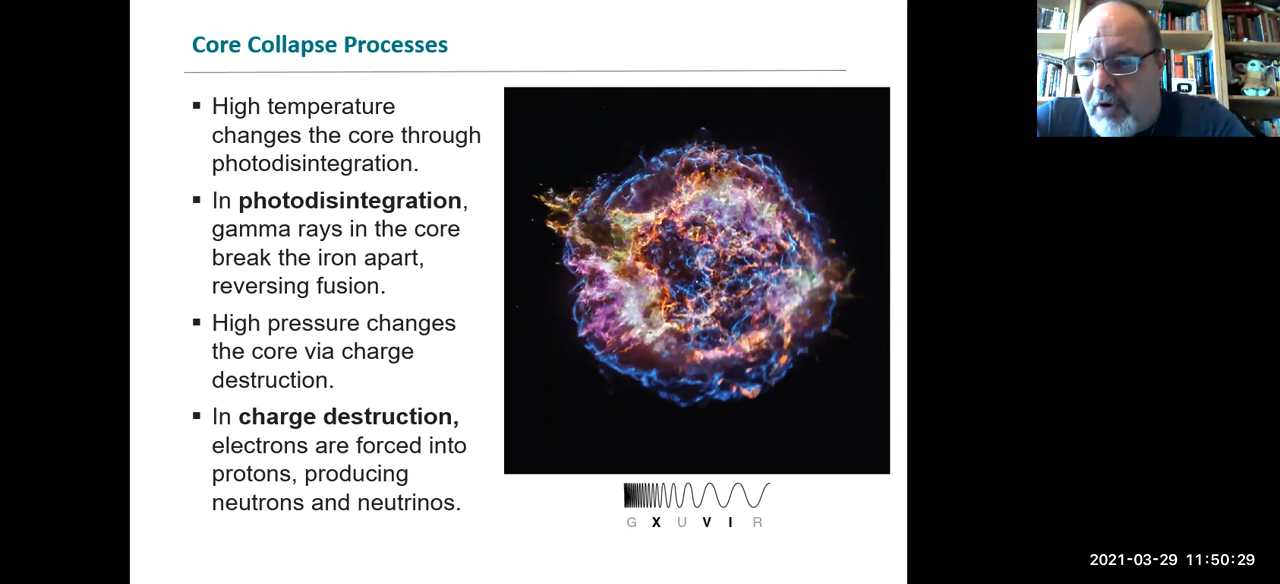 Core Collapse Processes
▪ High temperature
changes the core through
photodisintegration.
▪ In photodisintegration,
gamma rays in the core
break the iron apart,
reversing fusion.
▪ High pressure changes
the core via charge
destruction.
▪ In charge destruction,
electrons are forced into
protons, producing
neutrons and neutrinos.
G X U V I R
2021-03-29 11:50:29